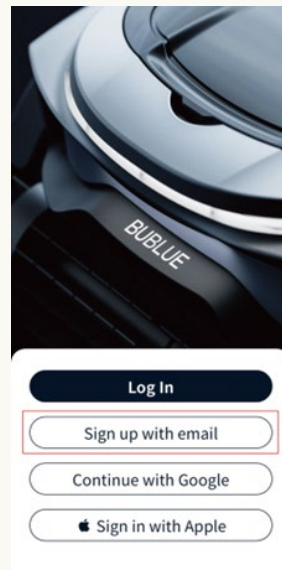 BUBLUE
Log In
Sign up with email
Continue with Google
Sign in with Apple